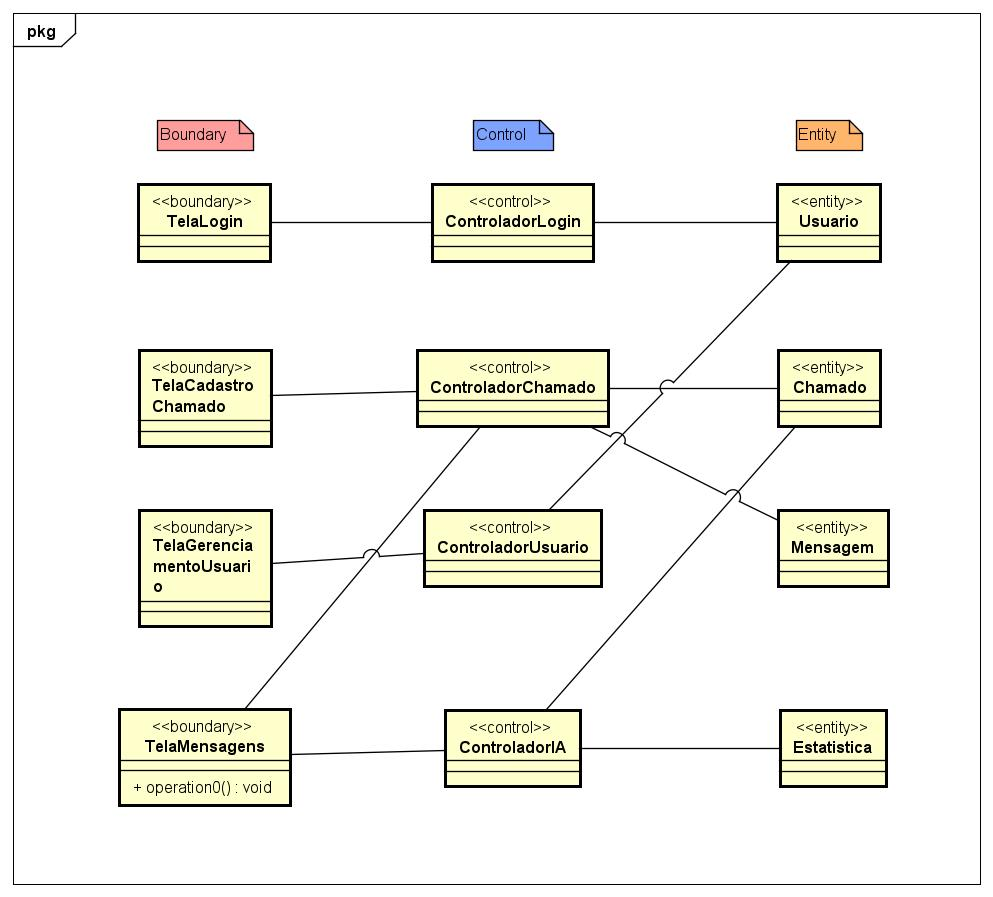 pkg
Boundary
Control
Entity
<<boundary>>
TelaLogin
<<control>>
ControladorLogin
<<entity>>
Usuario
<<boundary>>
TelaCadastro
Chamado
<<control>>
ControladorChamado
<<entity>>
Chamado
<<boundary>>
TelaGerencia
mentoUsuari
o
<<control>>
ControladorUsuario
<<entity>>
Mensagem
<<boundary>>
TelaMensagens
+ operation0() : void
<<control>>
ControladorIA
<<entity>>
Estatistica